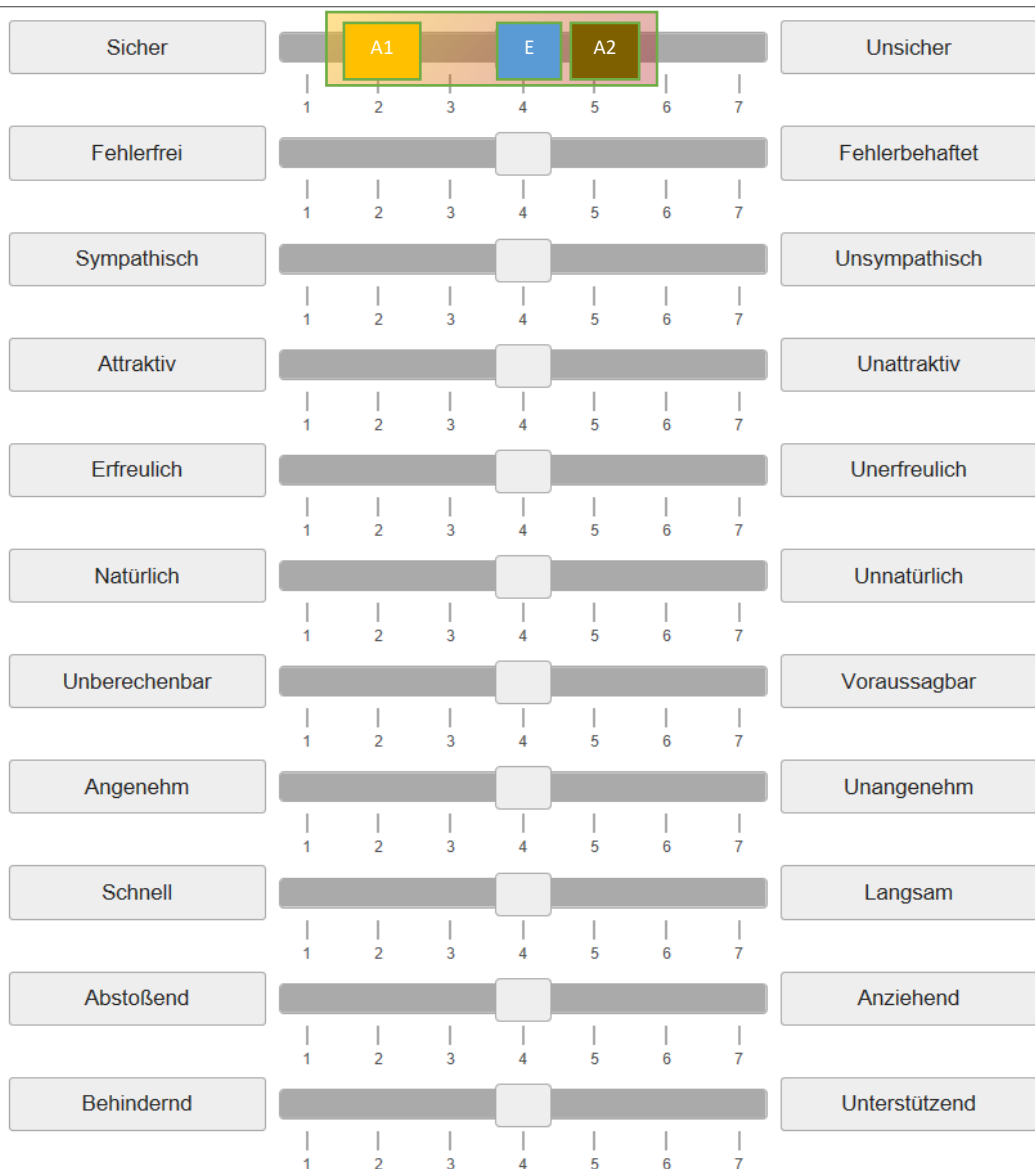 Sicher A1 E A2 Unsicher
1 2 3 4 5 6 7
Fehlerfrei Fehlerbehaftet
1 2 3 4 5 6 7
Sympathisch Unsympathisch
1 2 3 4 5 6 7
Attraktiv Unattraktiv
1 2 3 4 5 6 7
Erfreulich Unerfreulich
1 2 3 4 5 6 7
Natürlich Unnatürlich
1 2 3 4 5 6 7
Unberechenbar Voraussagbar
1 2 3 4 5 6 7
Angenehm Unangenehm
1 2 3 4 5 6 7
Schnell Langsam
1 2 3 4 5 6 7
Abstoßend Anziehend
1 2 3 4 5 6 7
Behindernd Unterstützend
1 2 3 4 5 6 7